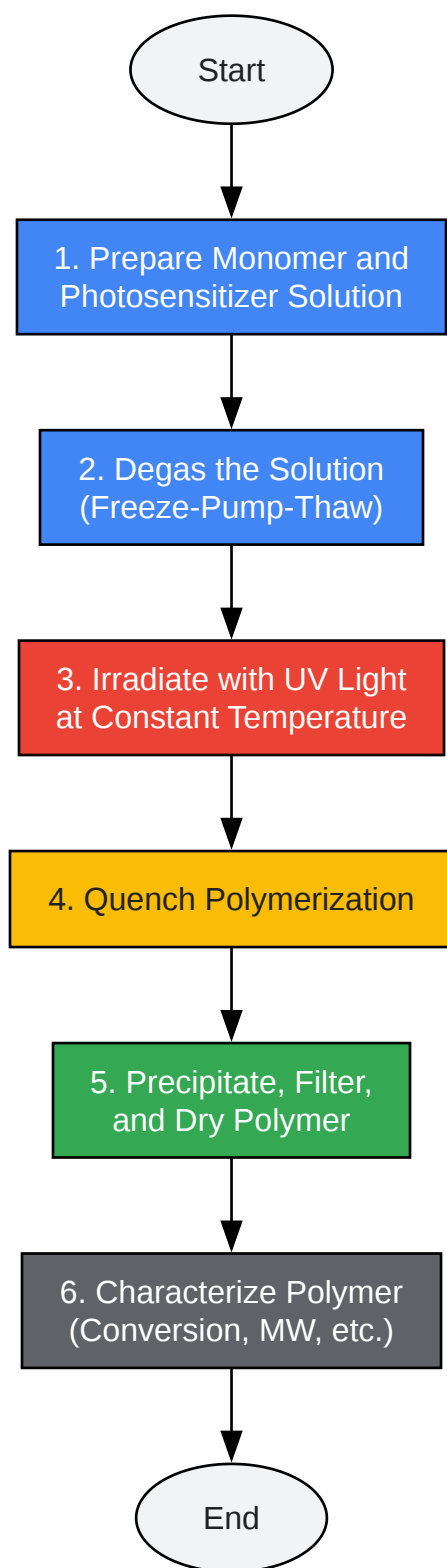 Start
1. Prepare Monomer and
Photosensitizer Solution
2. Degas the Solution
(Freeze-Pump-Thaw)
3. Irradiate with UV Light
at Constant Temperature
4. Quench Polymerization
5. Precipitate, Filter,
and Dry Polymer
6. Characterize Polymer
(Conversion, MW, etc.)
End